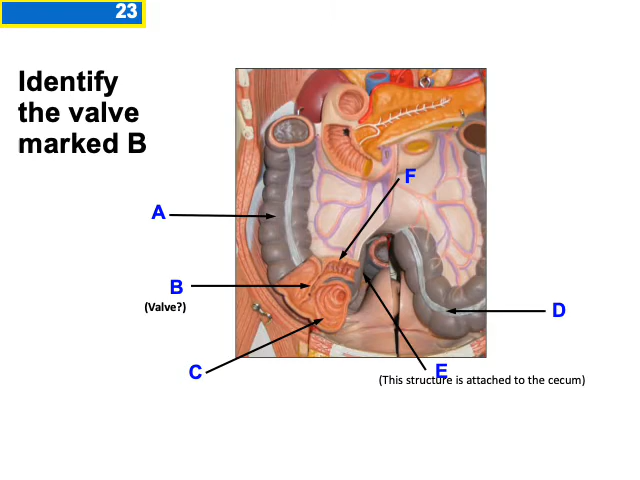 23
Identify
the valve
marked B
F
A
B
(Valve?)
D
C
E
(This structure is attached to the cecum)